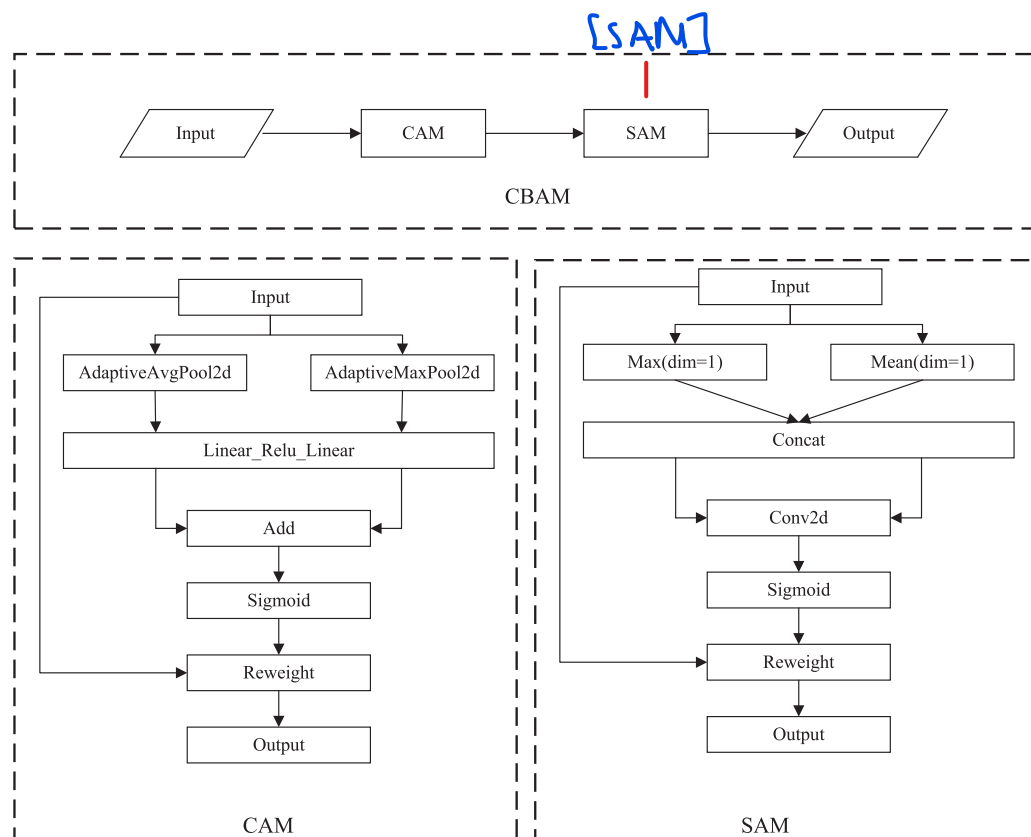 [SAM]
Input CAM SAM Output
CBAM
Input
AdaptiveAvgPool2d AdaptiveMaxPool2d
Linear_Relu_Linear
Add
Sigmoid
Reweight
Output
CAM
Input
Max(dim=1) Mean(dim=1)
Concat
Conv2d
Sigmoid
Reweight
Output
SAM